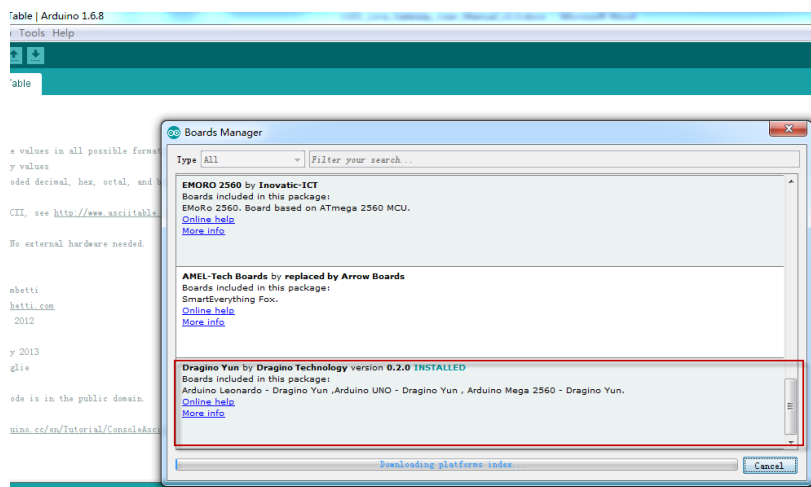 Table | Arduino 1.6.8
Tools Help
Table
e values in all possible format
y values
oded decimal, hex, octal, and b
CII, see http://www.asciitable.
No external hardware needed.
mbetti
betti.com
2012
y 2013
glie
ode is in the public domain.
uino.cc/en/Tutorial/ConsoleAsci
Boards Manager
Type All Filter your search...
EMORO 2560 by Inovatic-ICT
Boards included in this package:
EMoRo 2560. Board based on ATmega 2560 MCU.
Online help
More info
AMEL-Tech Boards by replaced by Arrow Boards
Boards included in this package:
SmartEverything Fox.
Online help
More info
Dragino Yun by Dragino Technology version 0.2.0 INSTALLED
Boards included in this package:
Arduino Leonardo - Dragino Yun ,Arduino UNO - Dragino Yun , Arduino Mega 2560 - Dragino Yun.
Online help
More info
Downloading platforms index...
Cancel